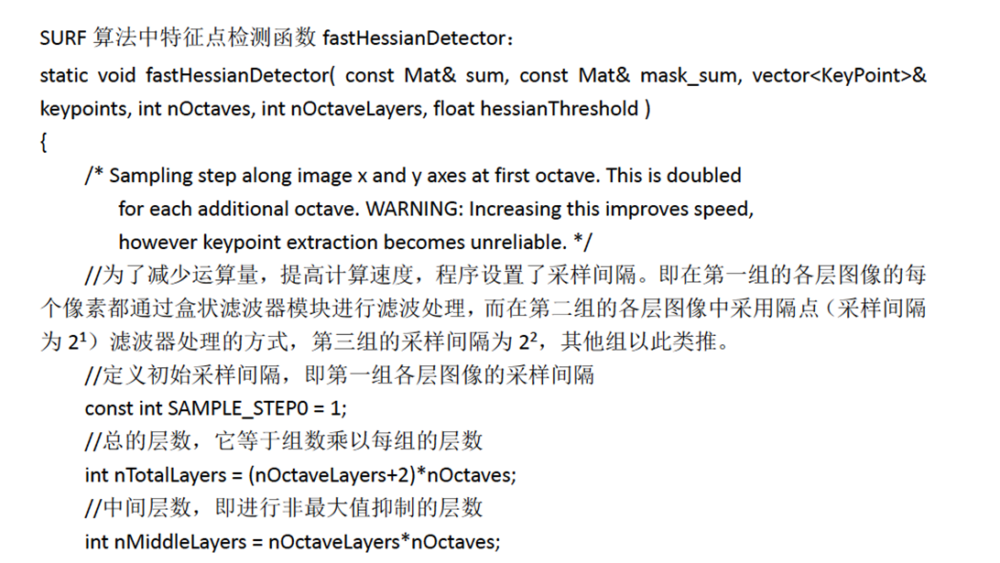 SURF 算法中特征点检测函数 fastHessianDetector：
static void fastHessianDetector( const Mat& sum, const Mat& mask_sum, vector<KeyPoint>&
keypoints, int nOctaves, int nOctaveLayers, float hessianThreshold )
{
/* Sampling step along image x and y axes at first octave. This is doubled
for each additional octave. WARNING: Increasing this improves speed,
however keypoint extraction becomes unreliable. */
//为了减少运算量，提高计算速度，程序设置了采样间隔。即在第一组的各层图像的每
个像素都通过盒状滤波器模块进行滤波处理，而在第二组的各层图像中采用隔点（采样间隔
为 2¹）滤波器处理的方式，第三组的采样间隔为 2²，其他组以此类推。
//定义初始采样间隔，即第一组各层图像的采样间隔
const int SAMPLE_STEP0 = 1;
//总的层数，它等于组数乘以每组的层数
int nTotalLayers = (nOctaveLayers+2)*nOctaves;
//中间层数，即进行非最大值抑制的层数
int nMiddleLayers = nOctaveLayers*nOctaves;